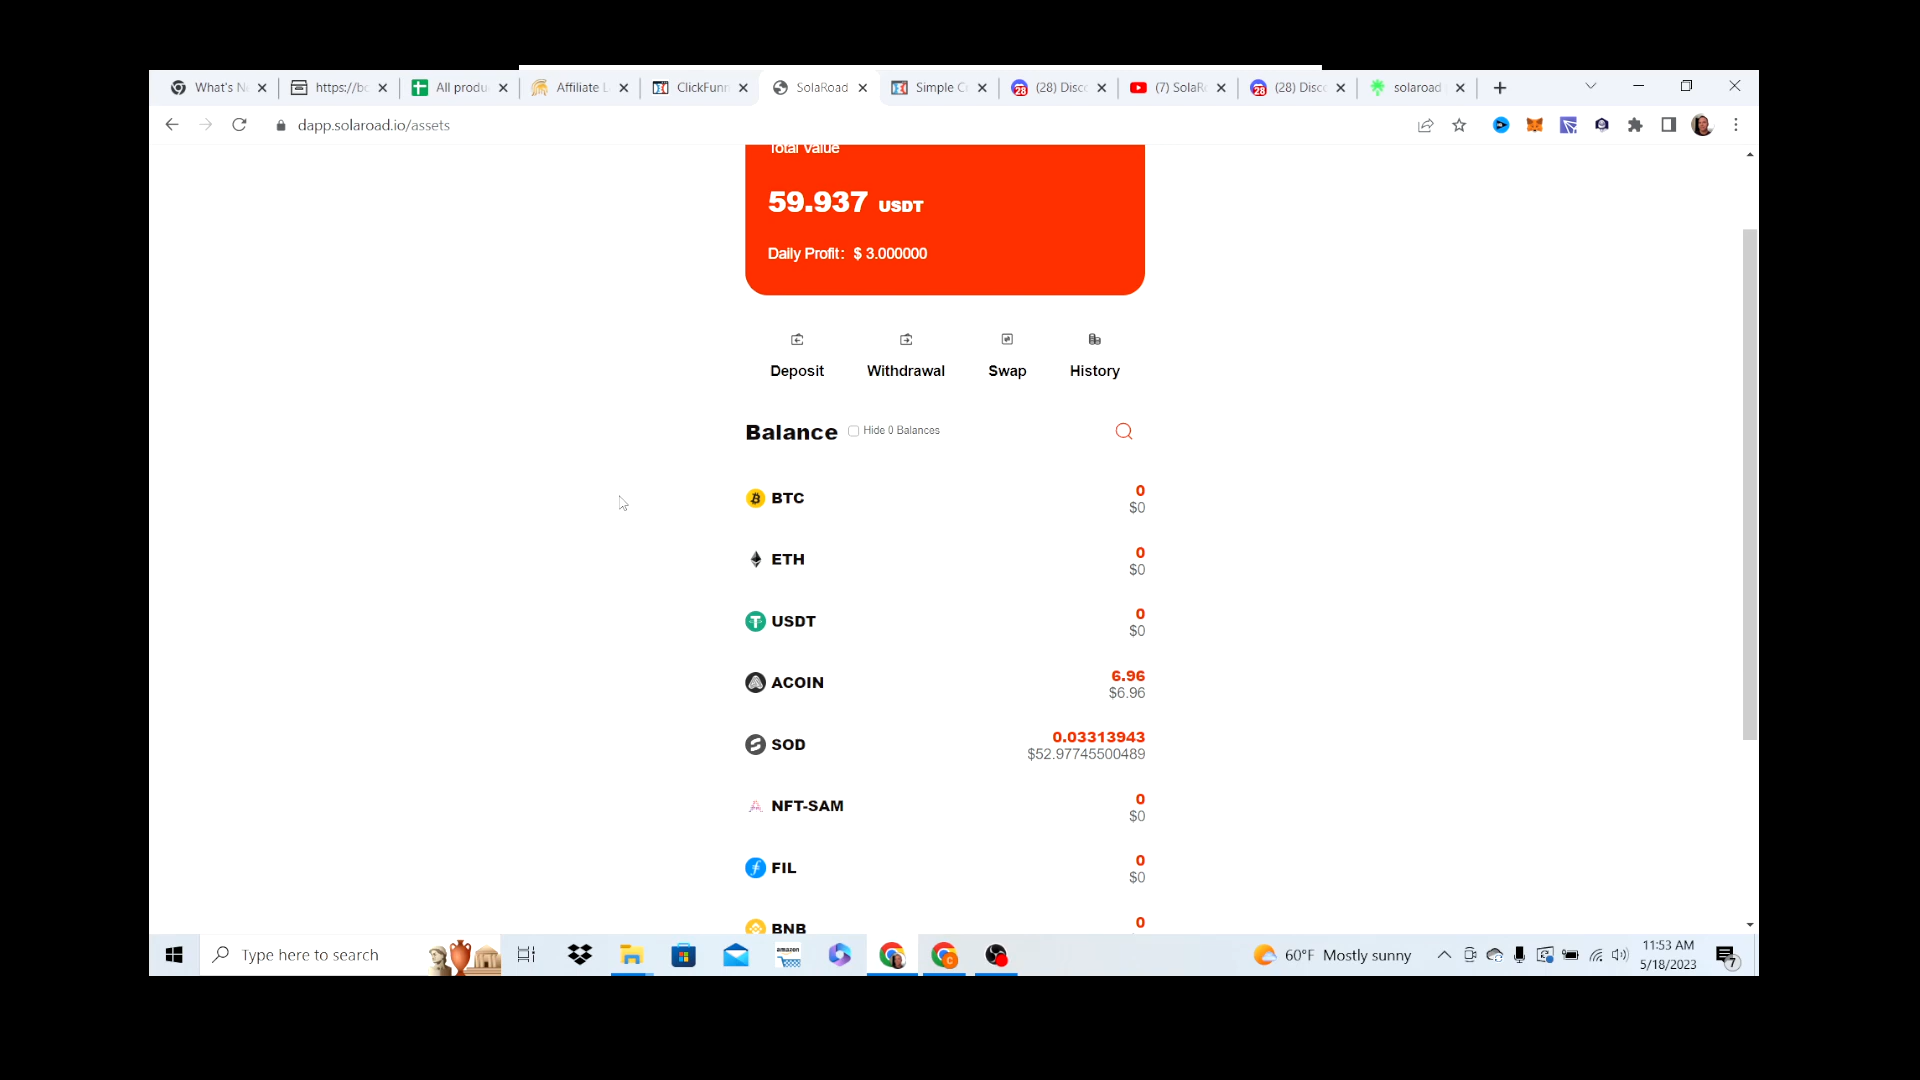 What's N
https://bc
All produ
Affiliate L
ClickFunn
SolaRoad
Simple C
(28) Disc
(7) SolaR
(28) Disc
solaroad
dapp.solaroad.io/assets
Total Value
59.937 USDT
Daily Profit: $ 3.000000
Deposit
Withdrawal
Swap
History
Balance
Hide 0 Balances
BTC
0
$0
ETH
0
$0
USDT
0
$0
ACOIN
6.96
$6.96
SOD
0.03313943
$52.97745500489
NFT-SAM
0
$0
FIL
0
$0
BNB
0
Type here to search
amazon
60°F Mostly sunny
11:53 AM
5/18/2023
7